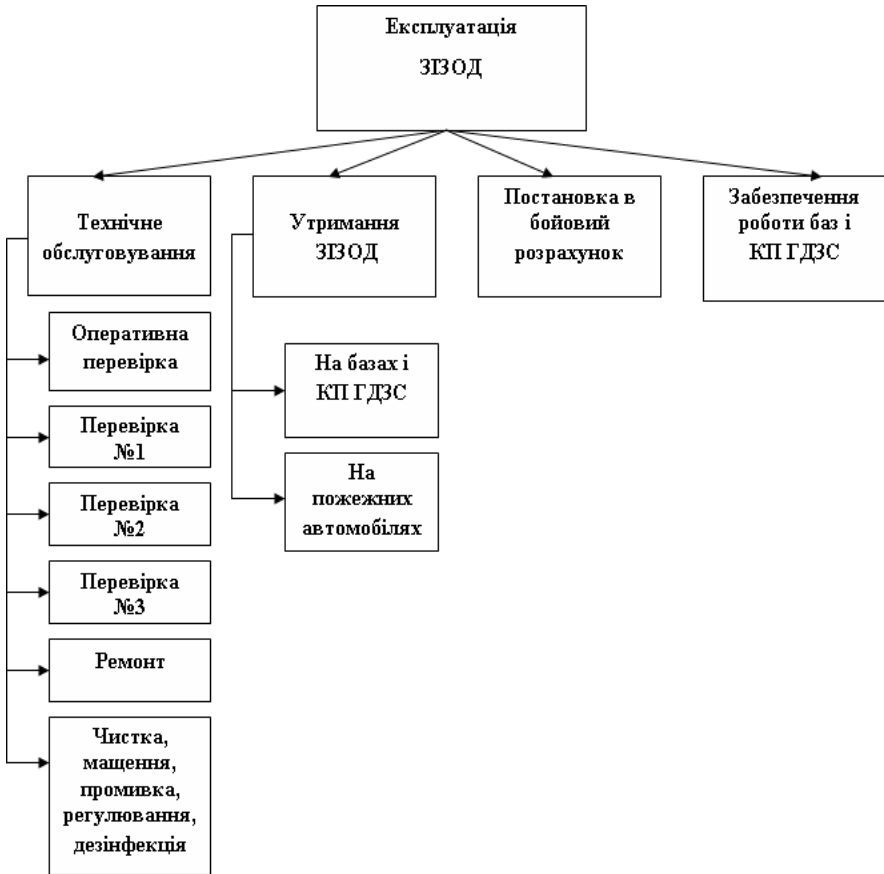 Експлуатація
ЗІЗОД
Технічне
обслуговування
Утримання
ЗІЗОД
Постановка в
бойовий
розрахунок
Забезпечення
роботи баз і
КП ГДЗС
Оперативна
перевірка
Перевірка
№1
Перевірка
№2
Перевірка
№3
Ремонт
Чистка,
мащення,
промивка,
регулювання,
дезінфекція
На базах і
КП ГДЗС
На
пожежних
автомобілях